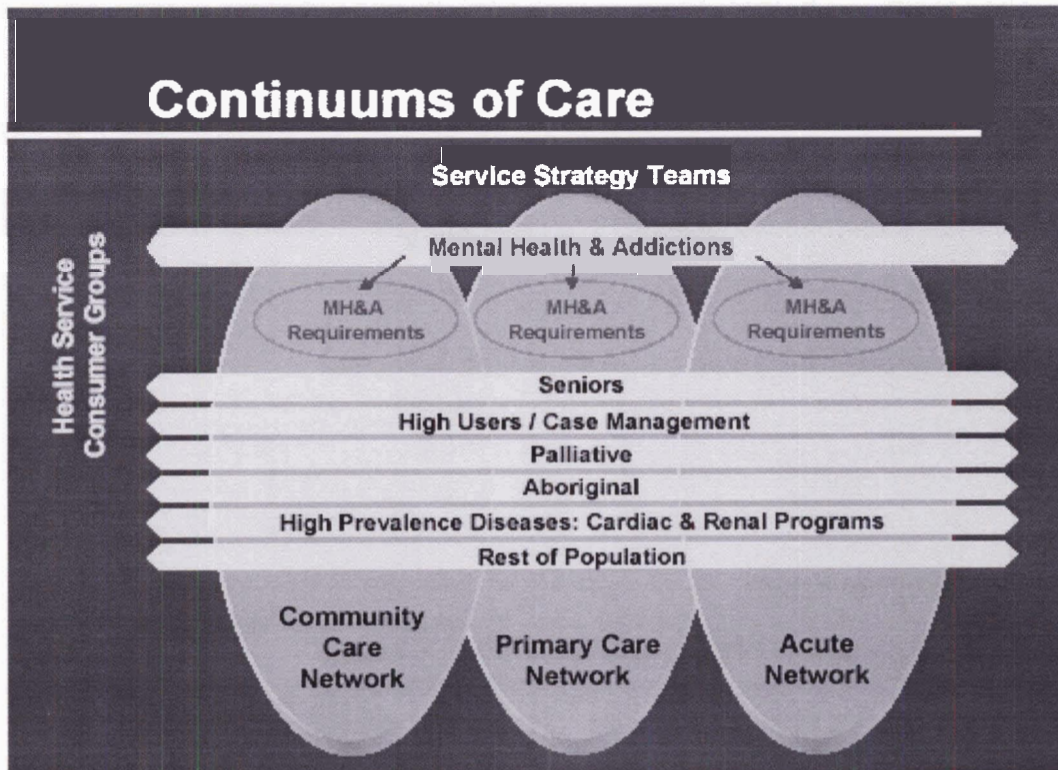 Continuums of Care
Service Strategy Teams
Health Service
Consumer Groups
Mental Health & Addictions
MH&A
Requirements
MH&A
Requirements
MH&A
Requirements
Seniors
High Users / Case Management
Palliative
Aboriginal
High Prevalence Diseases: Cardiac & Renal Programs
Rest of Population
Community
Care
Network
Primary Care
Network
Acute
Network